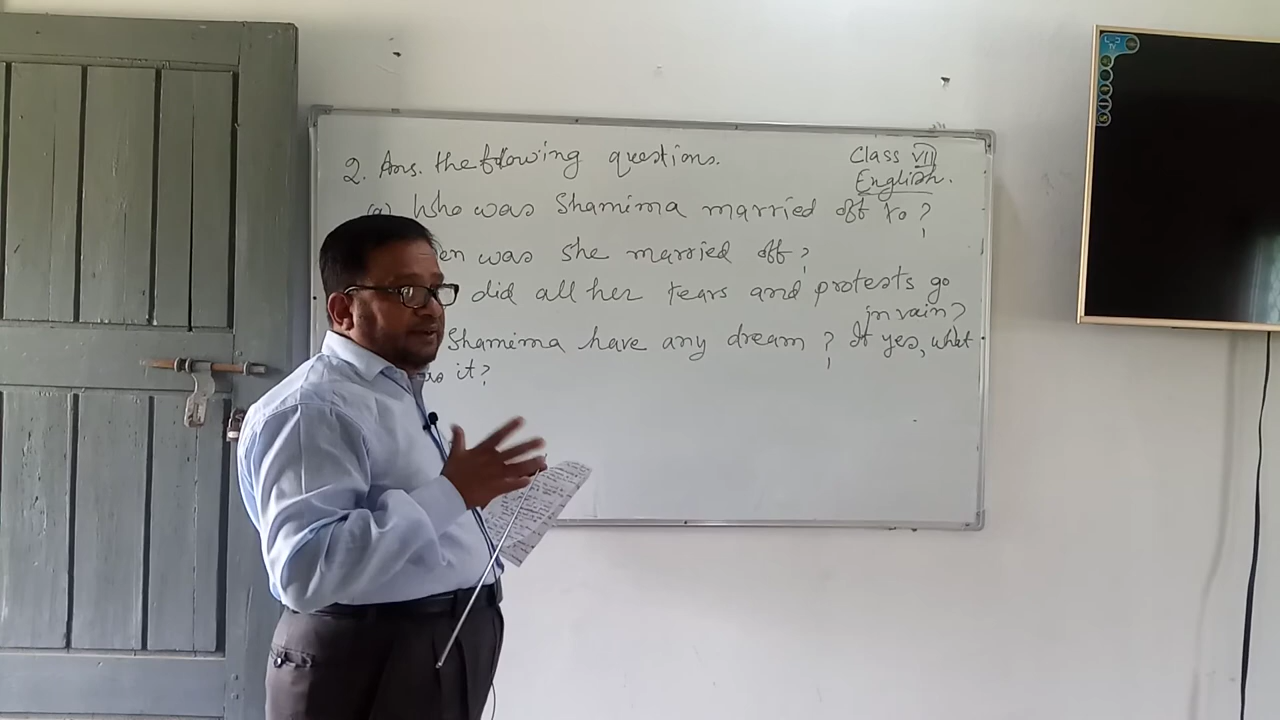 2. Ans. the following questions.
Class VII
English.
(a) Who was Shamima married off to?
en was she married off?
did all her tears and protests go
in vain?
Shamima have any dream? If yes, what
it?